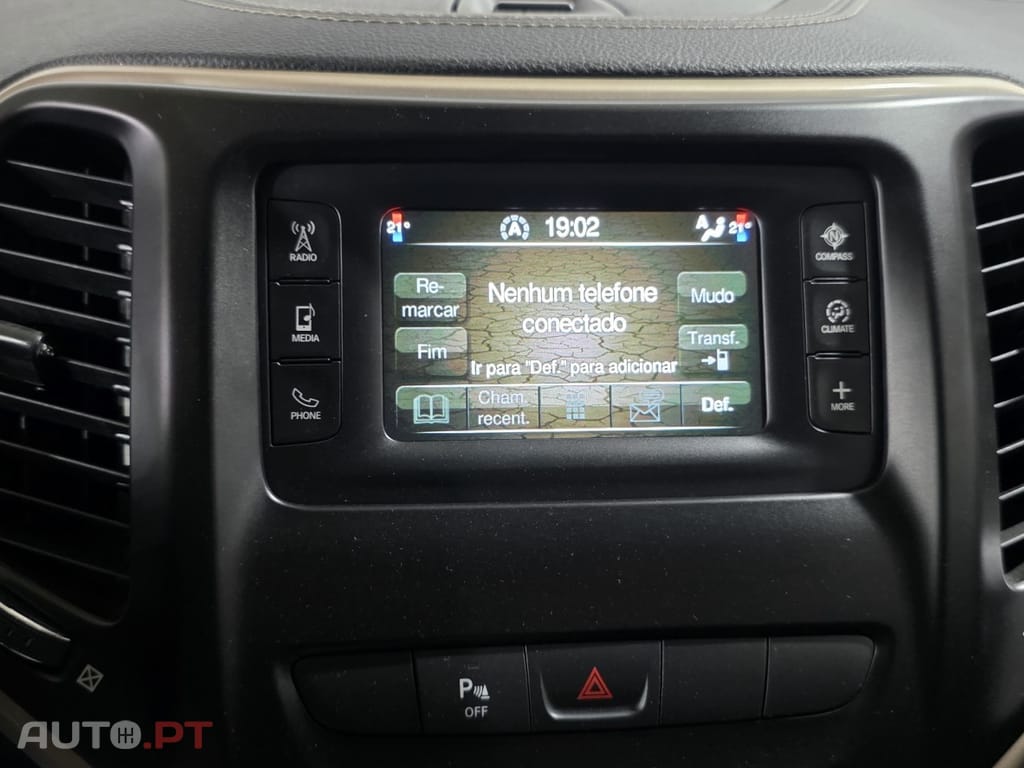 21° A 19:02 A 21°
RADIO
MEDIA
PHONE
Re-
marcar
Fim
Nenhum telefone
conectado
Ir para "Def." para adicionar
Mudo
Transf.
Cham.
recent.
Def.
N
COMPASS
CLIMATE
MORE
P
OFF
AUTO.PT